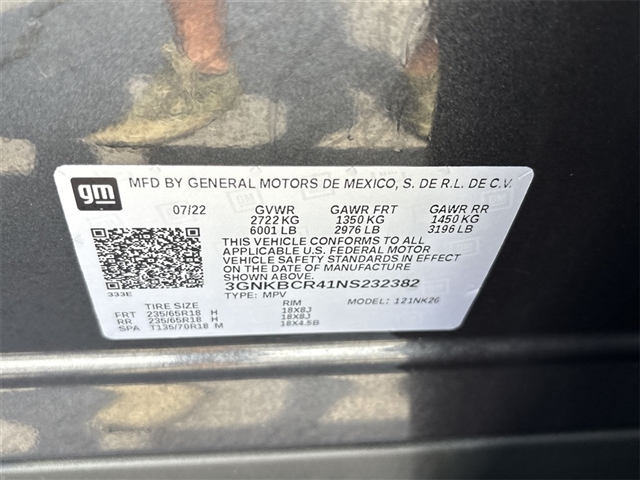 gm MFD BY GENERAL MOTORS DE MEXICO, S. DE R.L. DE C.V.
07/22 GVWR GAWR FRT GAWR RR
2722 KG 1350 KG 1450 KG
6001 LB 2976 LB 3196 LB
THIS VEHICLE CONFORMS TO ALL
APPLICABLE U.S. FEDERAL MOTOR
VEHICLE SAFETY STANDARDS IN
EFFECT ON THE DATE OF MANUFACTURE
SHOWN ABOVE.
333E 3GNKBCR41NS232382
TYPE: MPV MODEL: 121NK26
TIRE SIZE RIM
FRT 235/65R18 H 18X8J
RR 235/65R18 H 18X8J
SPA T135/70R18 M 18X4.5B